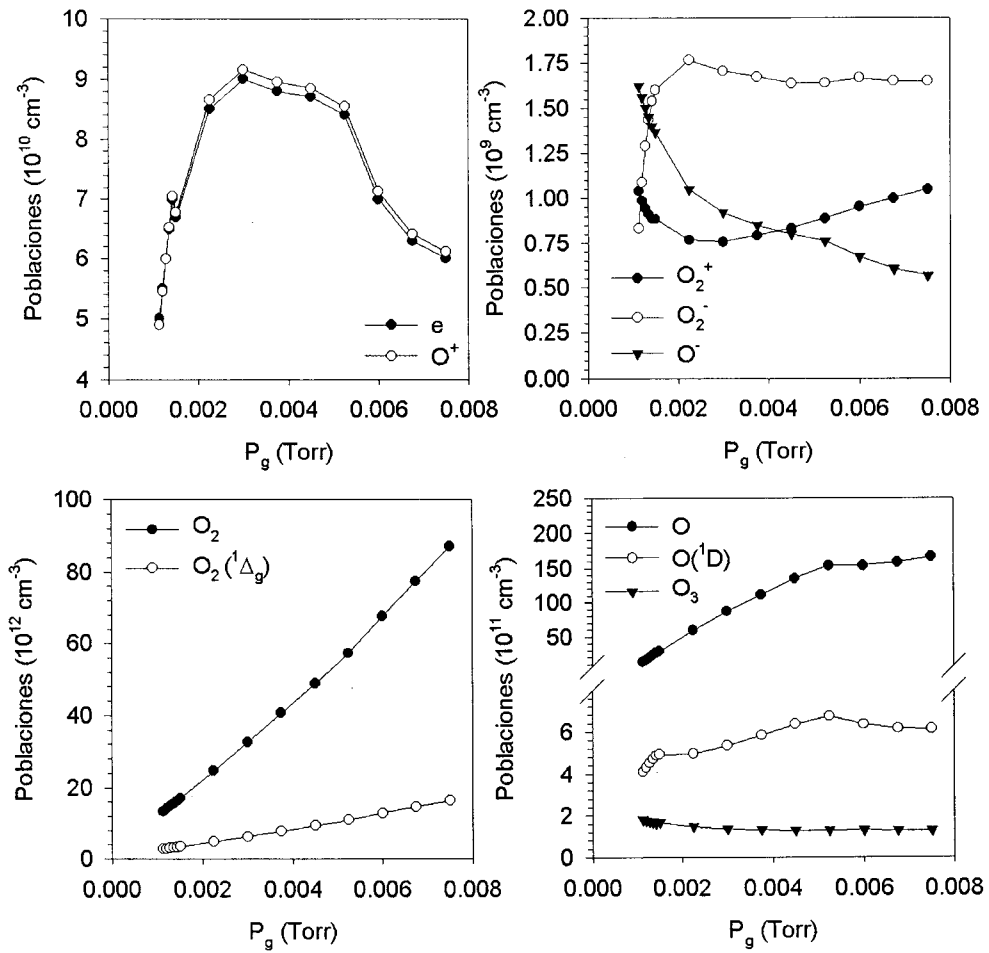 Poblaciones (10^10 cm^-3)
10
9
8
7
6
5
4
e
O^+
0.000 0.002 0.004 0.006 0.008
P_g (Torr)
Poblaciones (10^9 cm^-3)
2.00
1.75
1.50
1.25
1.00
0.75
0.50
0.25
0.00
O_2^+
O_2^-
O^-
0.000 0.002 0.004 0.006 0.008
P_g (Torr)
Poblaciones (10^12 cm^-3)
100
80
60
40
20
0
O_2
O_2 (^1Δ_g)
0.000 0.002 0.004 0.006 0.008
P_g (Torr)
Poblaciones (10^11 cm^-3)
250
200
150
100
50
6
4
2
0
O
O(^1D)
O_3
0.000 0.002 0.004 0.006 0.008
P_g (Torr)